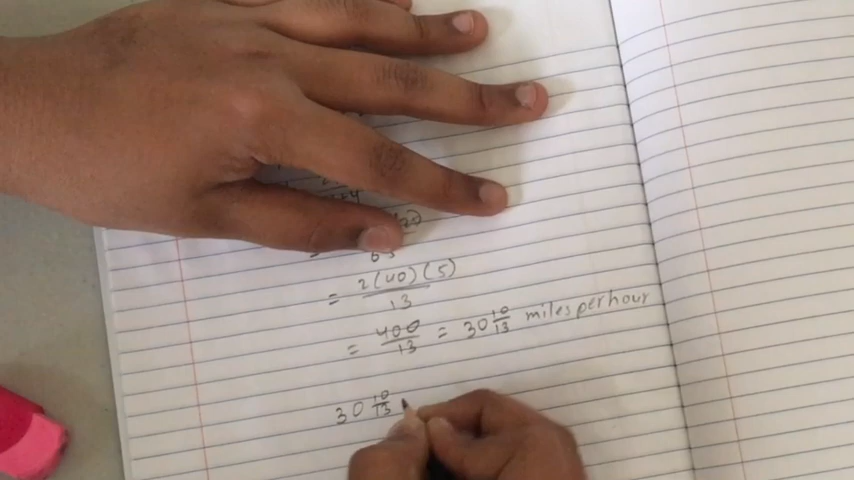 = 2(40)(5)/13
= 400/13 = 30 10/13 miles per hour
30 10/13